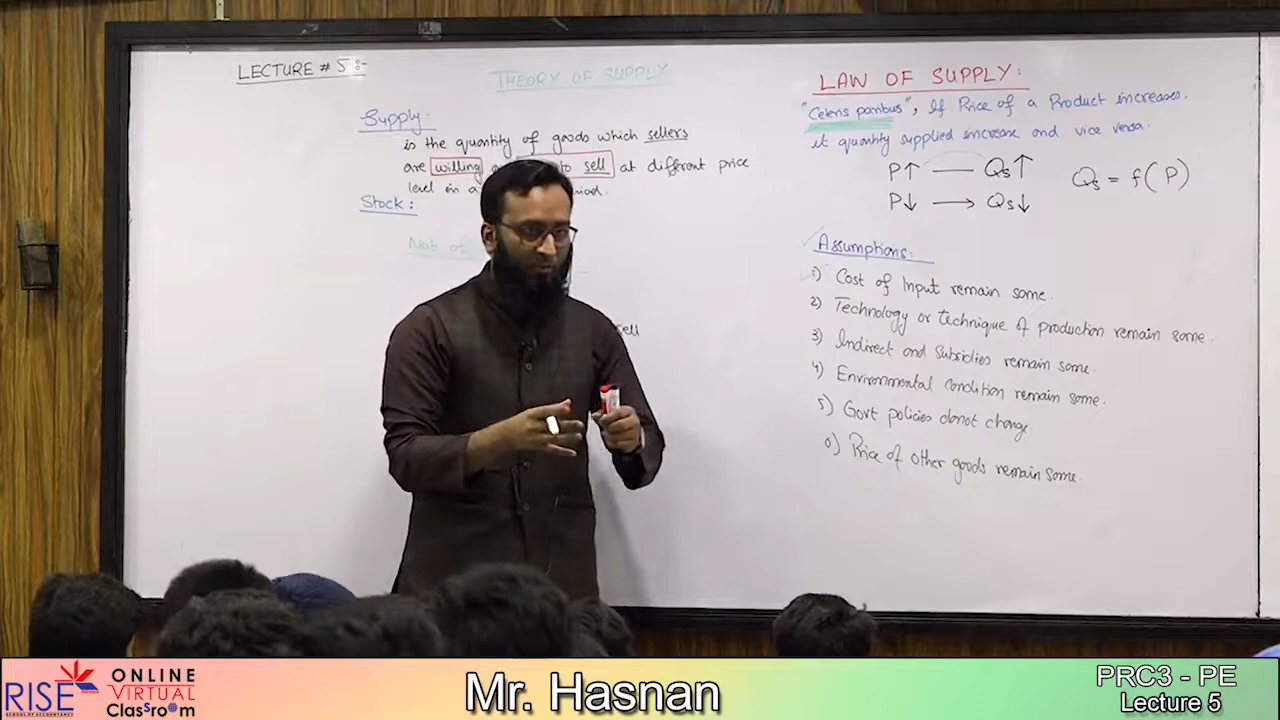 LECTURE # 5 :-
THEORY OF SUPPLY
Supply:
is the quantity of goods which sellers
are willing to sell at different price
level in a
Stock:
sell
LAW OF SUPPLY:
"Ceteris paribus", If Price of a Product increases.
it quantity supplied increase and vice versa.
P↑ — Qs↑
P↓ → Qs↓
Qs = f(P)
Assumptions:
1) Cost of Input remain same.
2) Technology or technique of production remain same.
3) Indirect and Subsidies remain same.
4) Environmental condition remain same.
5) Govt policies donot change
6) Price of other goods remain same.
RISE
SCHOOL OF ACCOUNTANCY
ONLINE
VIRTUAL
ClassrOOm
Mr. Hasnan
PRC3 - PE
Lecture 5